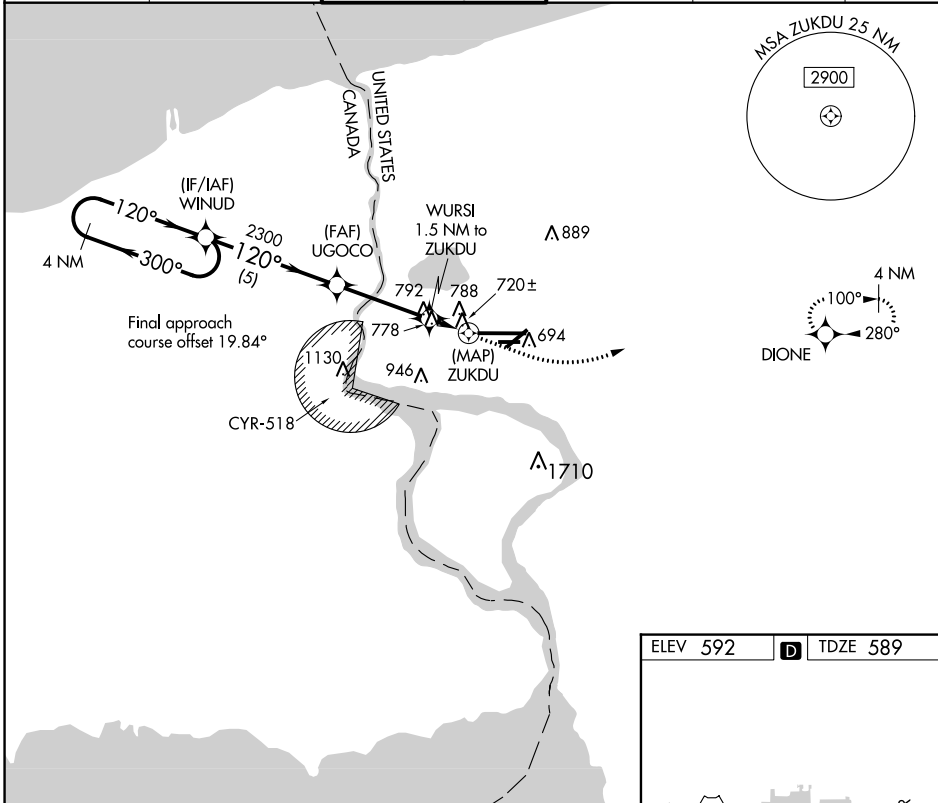 MSA ZUKDU 25 NM
2900
UNITED STATES
CANADA
(IF/IAF)
WINUD
120°
300°
4 NM
2300
120°
(5)
(FAF)
UGOCO
WURSI
1.5 NM to
ZUKDU
889
792
788
720±
778
694
(MAP)
ZUKDU
Final approach
course offset 19.84°
1130
946
CYR-518
1710
4 NM
100°
280°
DIONE
ELEV 592
D
TDZE 589